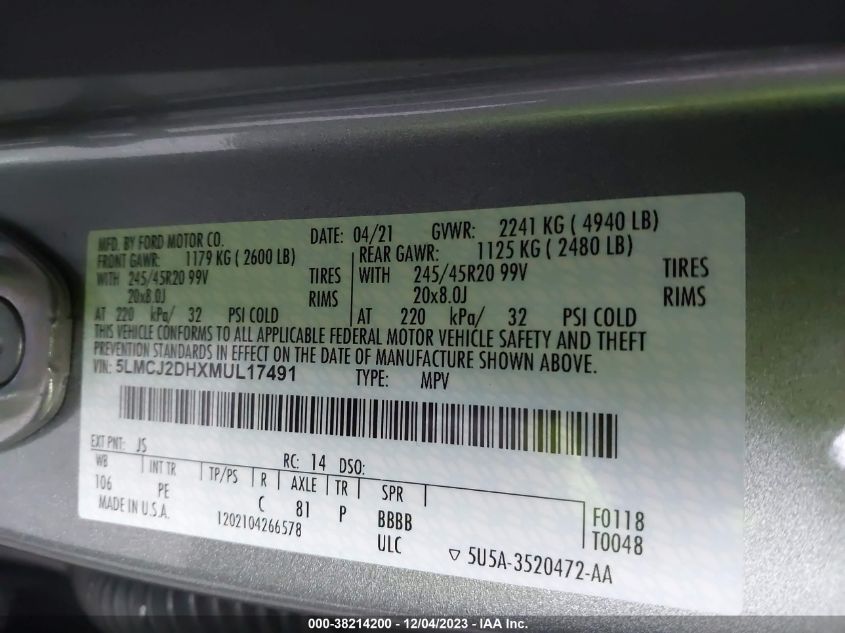 MFD. BY FORD MOTOR CO. DATE: 04/21 GVWR: 2241 KG ( 4940 LB)
FRONT GAWR: 1179 KG ( 2600 LB) REAR GAWR: 1125 KG ( 2480 LB)
WITH 245/45R20 99V TIRES WITH 245/45R20 99V TIRES
20x8.0J RIMS 20x8.0J RIMS
AT 220 kPa/ 32 PSI COLD AT 220 kPa/ 32 PSI COLD
THIS VEHICLE CONFORMS TO ALL APPLICABLE FEDERAL MOTOR VEHICLE SAFETY AND THEFT
PREVENTION STANDARDS IN EFFECT ON THE DATE OF MANUFACTURE SHOWN ABOVE.
VIN: 5LMCJ2DHXMUL17491 TYPE: MPV
EXT PNT: JS RC: 14 DSO:
WB INT TR TP/PS R AXLE TR SPR
106 PE C 81 P BBBB F0118
MADE IN U.S.A. 1202104266578 ULC T0048
▽ 5U5A-3520472-AA
000-38214200 - 12/04/2023 - IAA Inc.